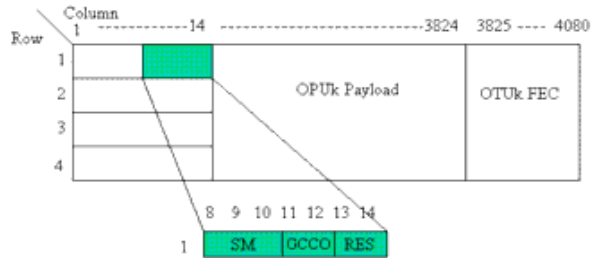 Column
Row 1 14 3824 3825 4080
1
2
3
4
OPUk Payload
OTUk FEC
8 9 10 11 12 13 14
1 SM GCCO RES